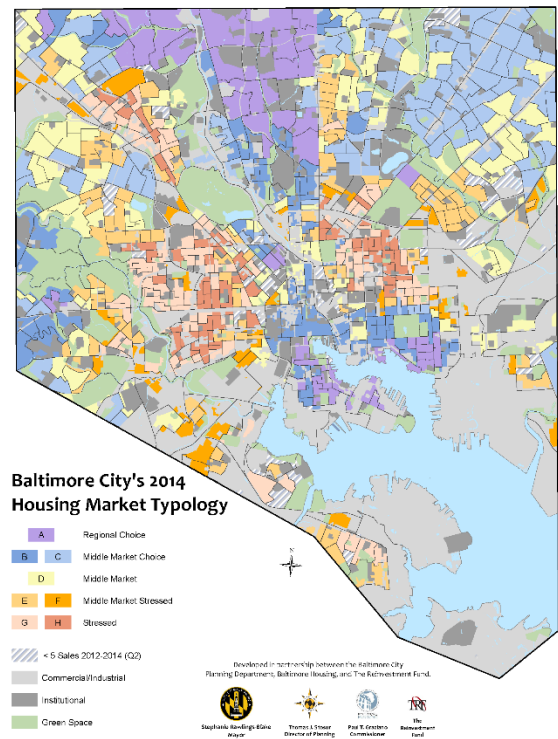 Baltimore City's 2014
Housing Market Typology
A Regional Choice
B C Middle Market Choice
D Middle Market
E F Middle Market Stressed
G H Stressed
< 5 Sales 2012-2014 (Q2)
Commercial/Industrial
Institutional
Green Space
N
Developed in partnership between the Baltimore City
Planning Department, Baltimore Housing, and The Reinvestment Fund.
Stephanie Rawlings-Blake
Mayor
Thomas J. Stosur
Director of Planning
Paul T. Graziano
Commissioner
The
Reinvestment
Fund